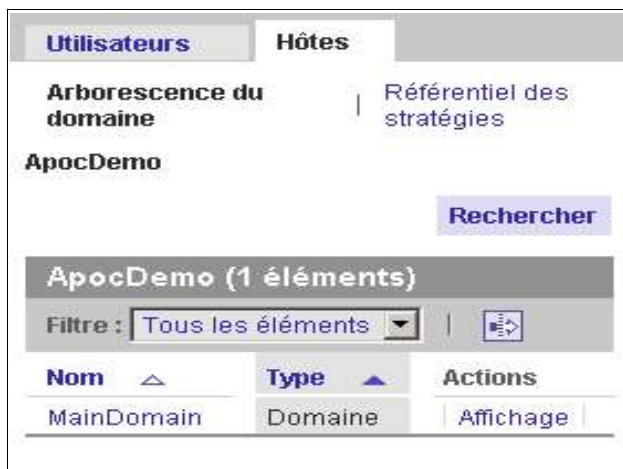 Utilisateurs Hôtes
Arborescence du domaine | Référentiel des stratégies
ApocDemo
Rechercher
ApocDemo (1 éléments)
Filtre : Tous les éléments
Nom Type Actions
MainDomain Domaine Affichage